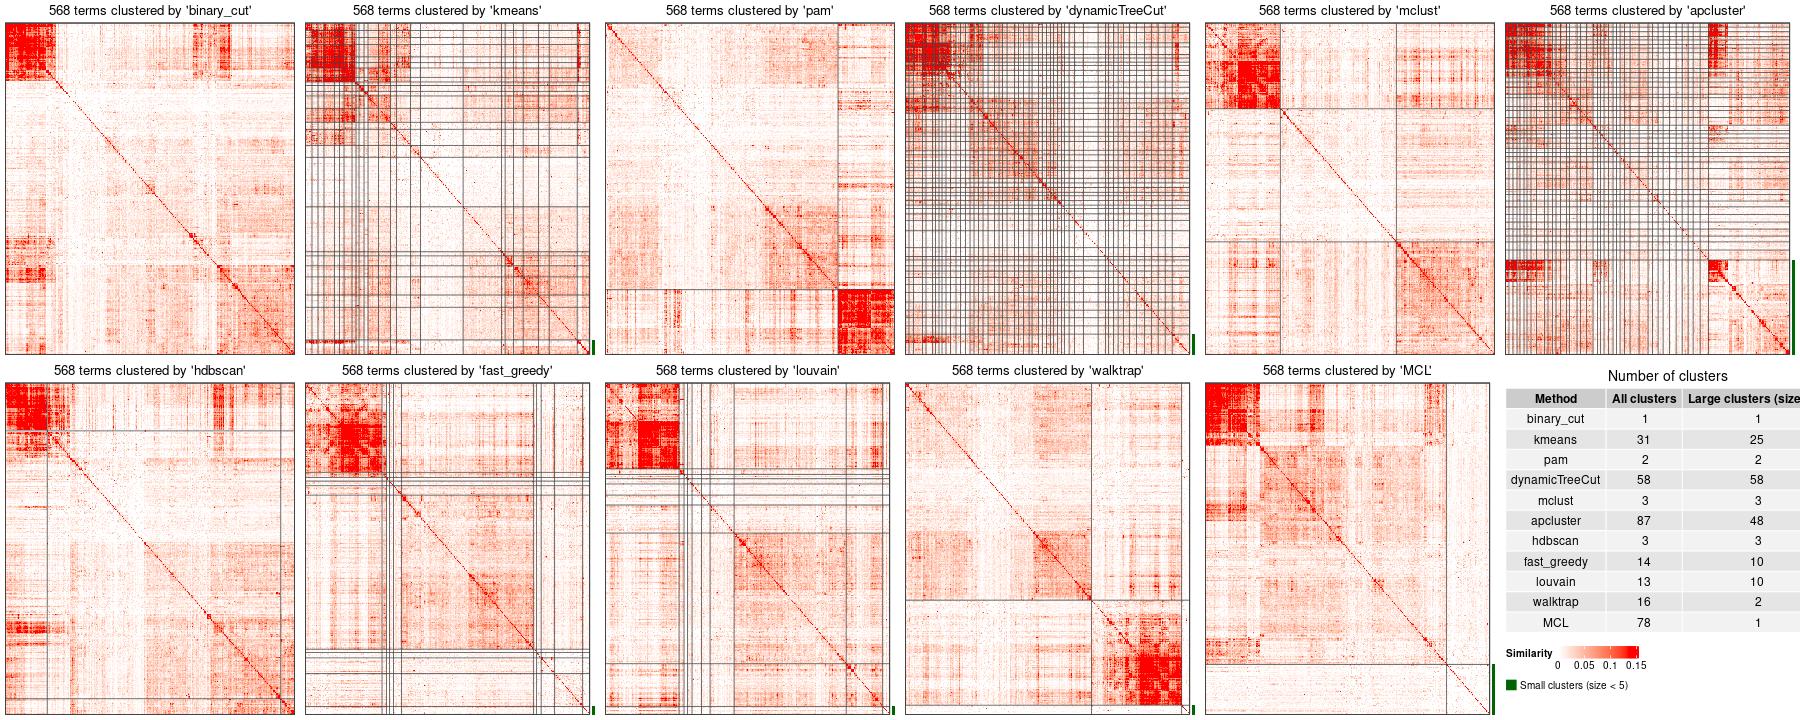 568 terms clustered by 'binary_cut'
568 terms clustered by 'kmeans'
568 terms clustered by 'pam'
568 terms clustered by 'dynamicTreeCut'
568 terms clustered by 'mclust'
568 terms clustered by 'apcluster'
568 terms clustered by 'hdbscan'
568 terms clustered by 'fast_greedy'
568 terms clustered by 'louvain'
568 terms clustered by 'walktrap'
568 terms clustered by 'MCL'
Number of clusters
Method All clusters Large clusters (size
binary_cut 1 1
kmeans 31 25
pam 2 2
dynamicTreeCut 58 58
mclust 3 3
apcluster 87 48
hdbscan 3 3
fast_greedy 14 10
louvain 13 10
walktrap 16 2
MCL 78 1
Similarity
0 0.05 0.1 0.15
Small clusters (size < 5)